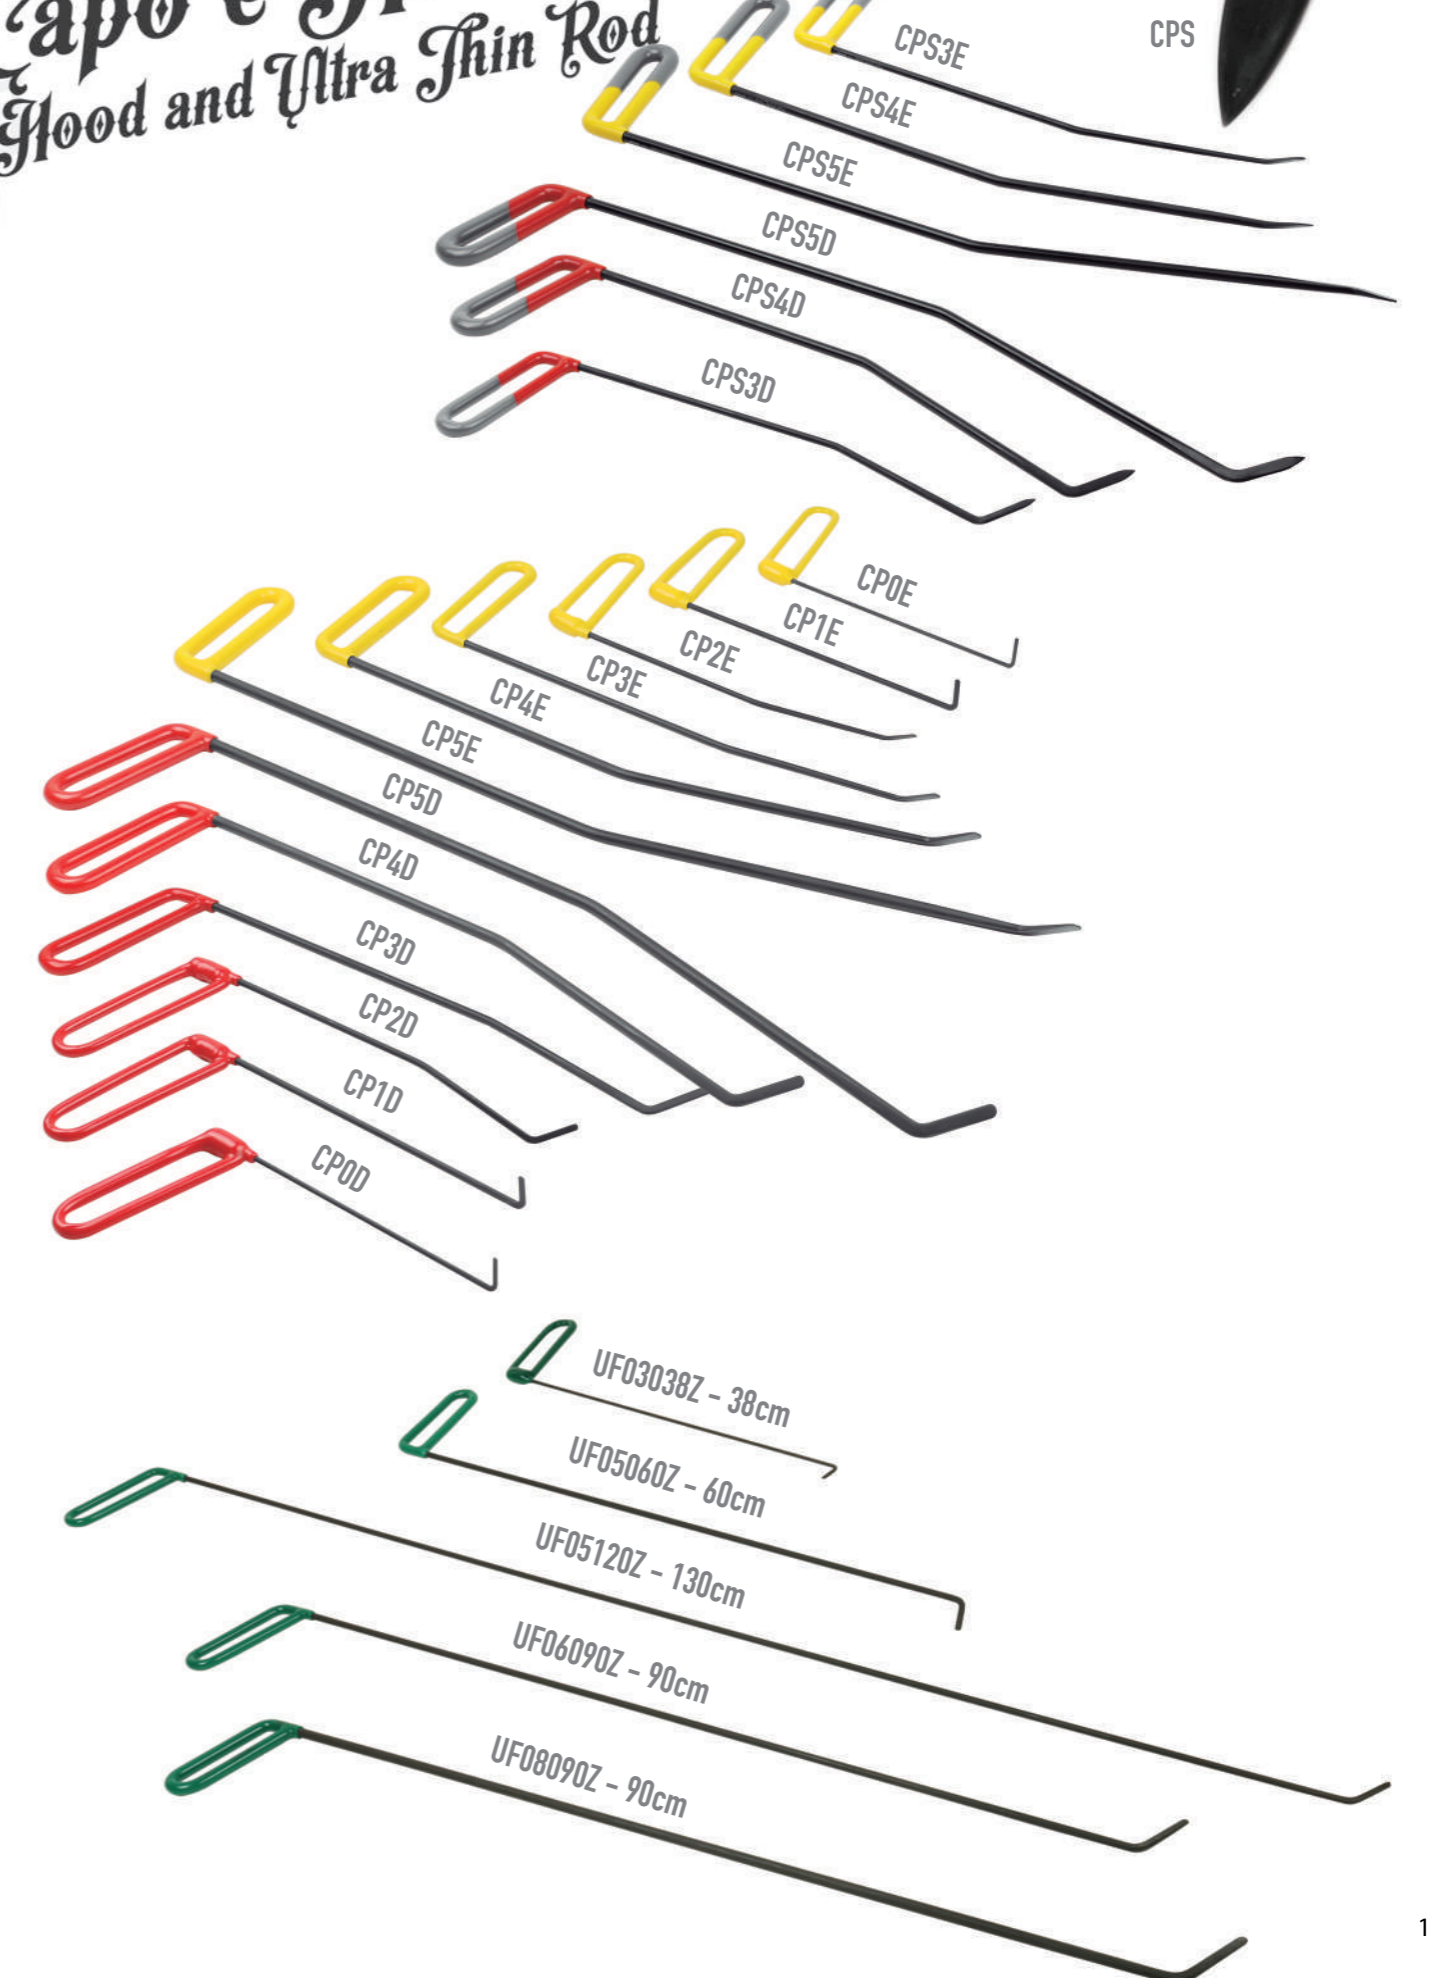 Hood and Ultra Thin Rod
CPS
CPS3E
CPS4E
CPS5E
CPS5D
CPS4D
CPS3D
CP0E
CP1E
CP2E
CP3E
CP4E
CP5E
CP5D
CP4D
CP3D
CP2D
CP1D
CP0D
UF03038Z – 38cm
UF05060Z – 60cm
UF05120Z – 130cm
UF06090Z – 90cm
UF08090Z – 90cm
1